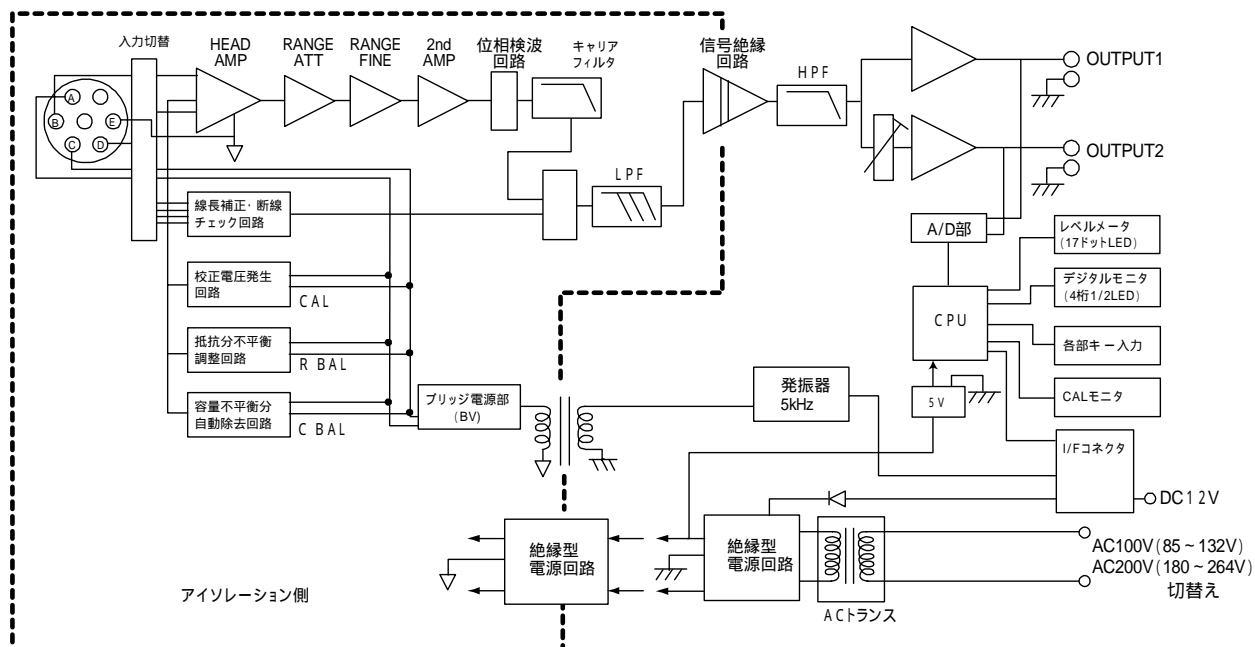 入力切替
HEAD
AMP
RANGE
ATT
RANGE
FINE
2nd
AMP
位相検波
回路
キャリア
フィルタ
信号絶縁
回路
HPF
OUTPUT1
A
B
E
C
D
OUTPUT2
LPF
線長補正・断線
チェック回路
A/D部
レベルメータ
(17ドットLED)
校正電圧発生
回路
CAL
デジタルモニタ
(4桁1/2LED)
CPU
抵抗分不平衡
調整回路
R BAL
各部キー入力
発振器
5kHz
ブリッジ電源部
(BV)
5V
CALモニタ
容量不平衡分
自動除去回路
C BAL
I/Fコネクタ
DC12V
絶縁型
電源回路
絶縁型
電源回路
AC100V(85~132V)
AC200V(180~264V)
切替え
アイソレーション側
ACトランス